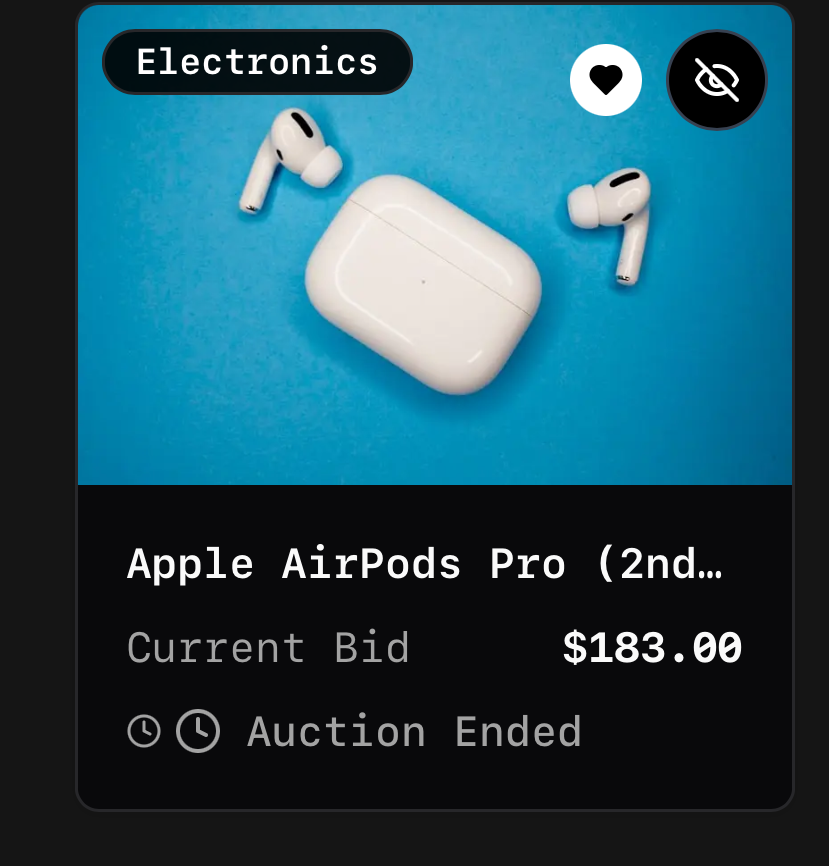 Electronics
Apple AirPods Pro (2nd…
Current Bid $183.00
Auction Ended